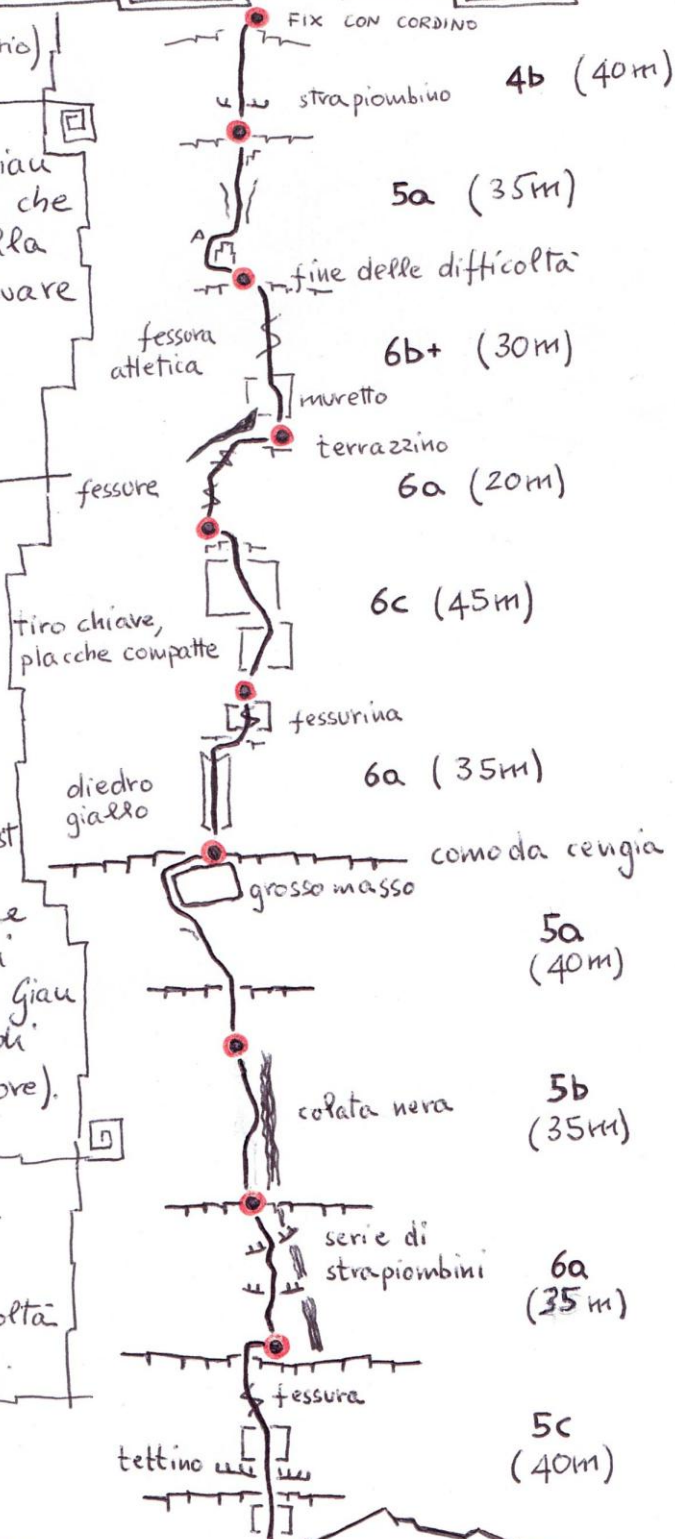 FIX CON CORDINO
strapiombino
4b (40m)
5a (35m)
fine delle difficoltà
fessura
atletica
6b+ (30m)
muretto
terrazzino
fessure
6a (20m)
6c (45m)
tiro chiave,
placche compatte
fessurina
diedro
giallo
6a (35m)
comoda cengia
grosso masso
5a
(40m)
colata nera
5b
(35m)
serie di
strapiombini
6a
(35m)
fessura
tettino
5c
(40m)
che
Giau